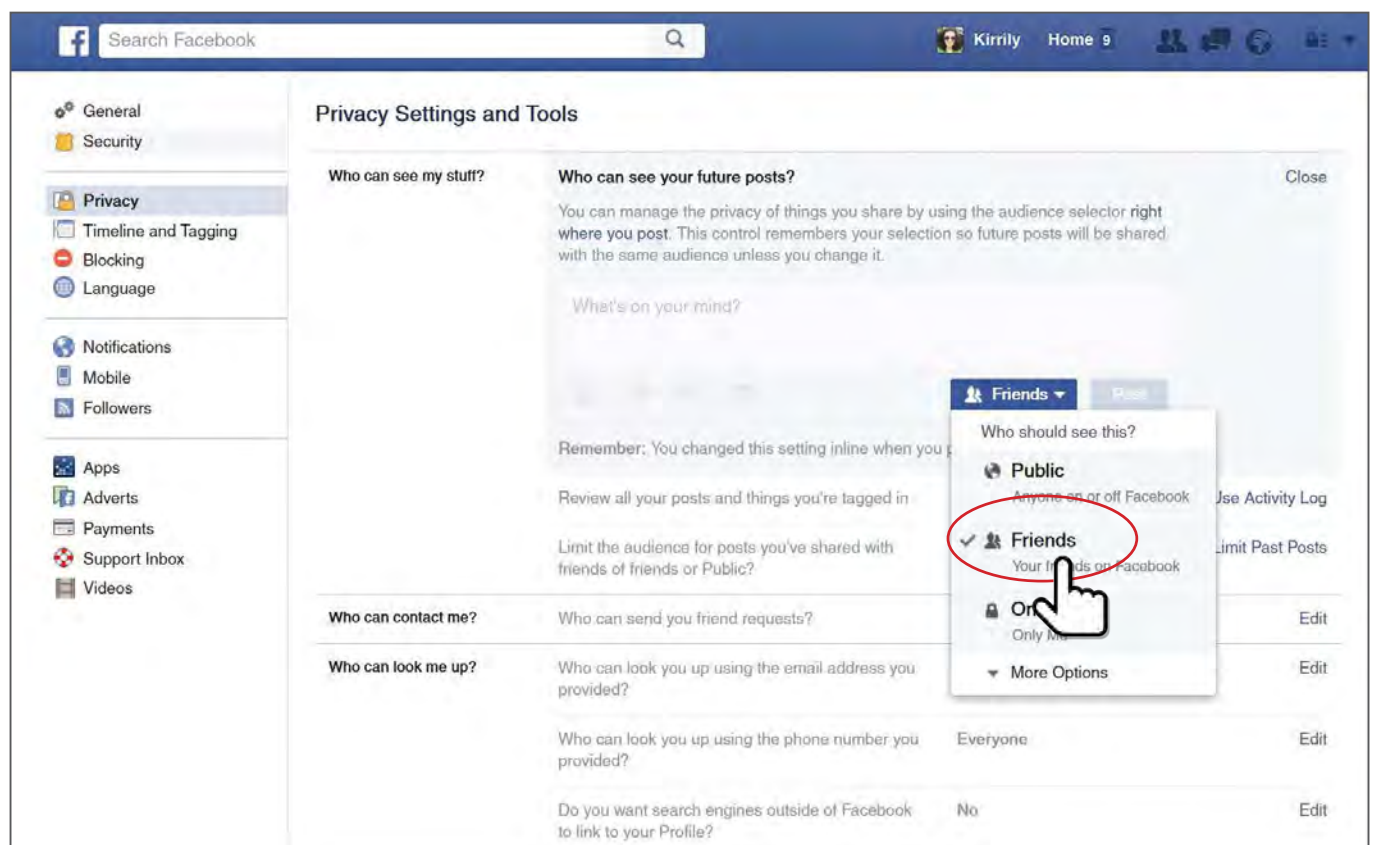 f Search Facebook Kirrily Home 9
General
Security
Privacy
Timeline and Tagging
Blocking
Language
Notifications
Mobile
Followers
Apps
Adverts
Payments
Support Inbox
Videos
Privacy Settings and Tools
Who can see my stuff? Who can see your future posts? Close
You can manage the privacy of things you share by using the audience selector right
where you post. This control remembers your selection so future posts will be shared
with the same audience unless you change it.
What's on your mind?
Friends Post
Who should see this?
Public
Anyone on or off Facebook
Friends
Your friends on Facebook
On
Only Me
More Options
Remember: You changed this setting inline when you
Review all your posts and things you're tagged in Use Activity Log
Limit the audience for posts you've shared with Limit Past Posts
friends of friends or Public?
Who can contact me? Who can send you friend requests? Edit
Who can look me up? Who can look you up using the email address you Edit
provided?
Who can look you up using the phone number you Everyone Edit
provided?
Do you want search engines outside of Facebook No Edit
to link to your Profile?